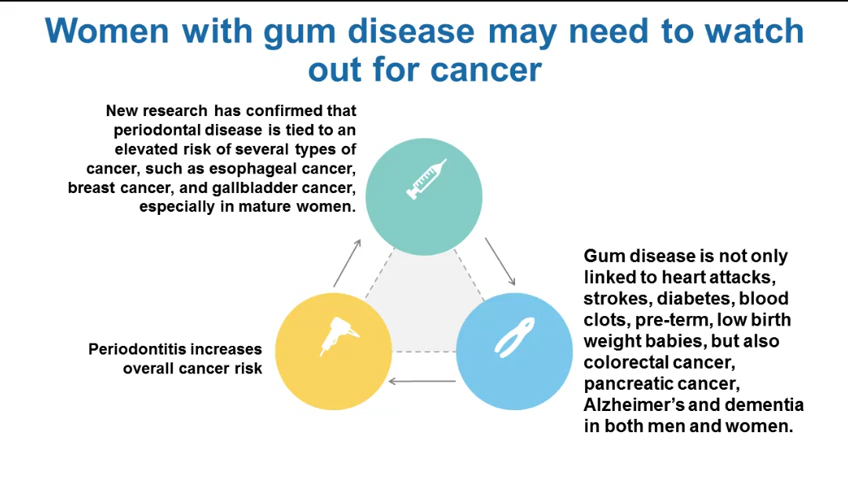 Women with gum disease may need to watch
out for cancer
New research has confirmed that
periodontal disease is tied to an
elevated risk of several types of
cancer, such as esophageal cancer,
breast cancer, and gallbladder cancer,
especially in mature women.
Gum disease is not only
linked to heart attacks,
strokes, diabetes, blood
clots, pre-term, low birth
weight babies, but also
colorectal cancer,
pancreatic cancer,
Alzheimer’s and dementia
in both men and women.
Periodontitis increases
overall cancer risk